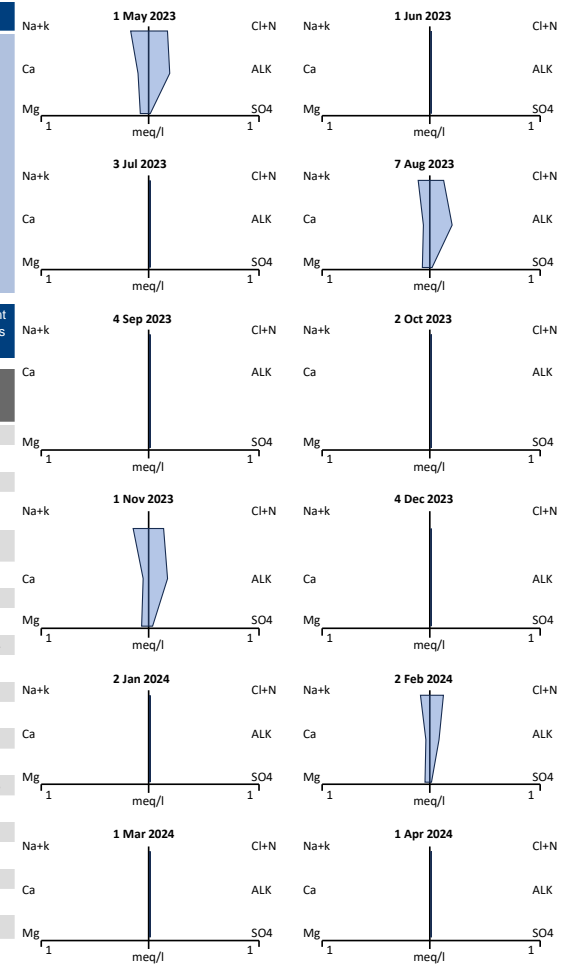 1 May 2023
Na+k Cl+N
Ca ALK
Mg SO4
1 1
meq/l
1 Jun 2023
Na+k Cl+N
Ca ALK
Mg SO4
1 1
meq/l
3 Jul 2023
Na+k Cl+N
Ca ALK
Mg SO4
1 1
meq/l
7 Aug 2023
Na+k Cl+N
Ca ALK
Mg SO4
1 1
meq/l
4 Sep 2023
Na+k Cl+N
Ca ALK
Mg SO4
1 1
meq/l
2 Oct 2023
Na+k Cl+N
Ca ALK
Mg SO4
1 1
meq/l
1 Nov 2023
Na+k Cl+N
Ca ALK
Mg SO4
1 1
meq/l
4 Dec 2023
Na+k Cl+N
Ca ALK
Mg SO4
1 1
meq/l
2 Jan 2024
Na+k Cl+N
Ca ALK
Mg SO4
1 1
meq/l
2 Feb 2024
Na+k Cl+N
Ca ALK
Mg SO4
1 1
meq/l
1 Mar 2024
Na+k Cl+N
Ca ALK
Mg SO4
1 1
meq/l
1 Apr 2024
Na+k Cl+N
Ca ALK
Mg SO4
1 1
meq/l